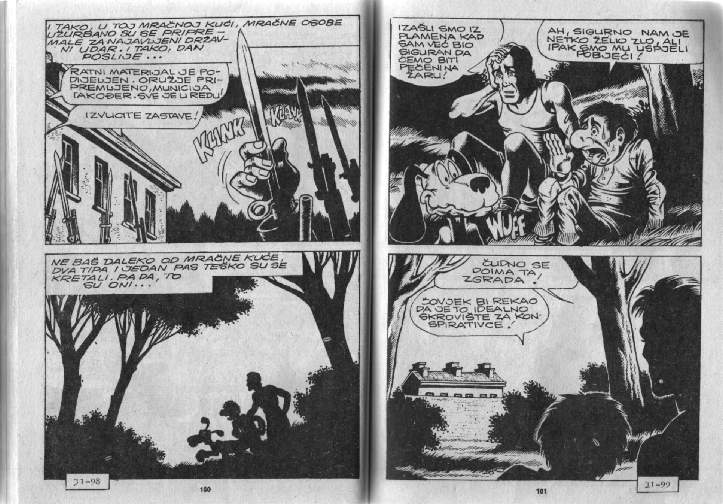 I TAKO, U TOJ MRAČNOJ KUĆI, MRAČNE OSOBE
UŽURBANO SU SE PRIPRE-
MALE ZA NAJAVLJENI DRŽAV-
NI UDAR. I TAKO, DAN
POSLIJE...
RATNI MATERIJAL JE PO-
DIJELJEN. ORUŽJE PRI-
PREMLJENO, MUNICIJA
TAKOĐER. SVE JE U REDU!
IZVUCITE ZASTAVE!
KLINK
KLANK
NE BAŠ DALEKO OD MRAČNE KUĆE,
DVA TIPA I JEDAN PAS TEŠKO SU SE
KRETALI. PA DA, TO
SU ONI...
21-98
100
IZAŠLI SMO IZ
PLAMENA KAD
SAM VEĆ BIO
SIGURAN DA
ĆEMO BITI
PEČENI NA
ŽARU!
AH, SIGURNO NAM JE
NETKO ŽELIO ZLO, ALI
IPAK SMO MU USPJELI
POBJEĆI!
WUFF
ČUDNO SE
DOIMA TA
ZGRADA!
ČOVJEK BI REKAO
DA JE TO IDEALNO
SKROVIŠTE ZA KON-
SPIRATIVCE!
101
21-99